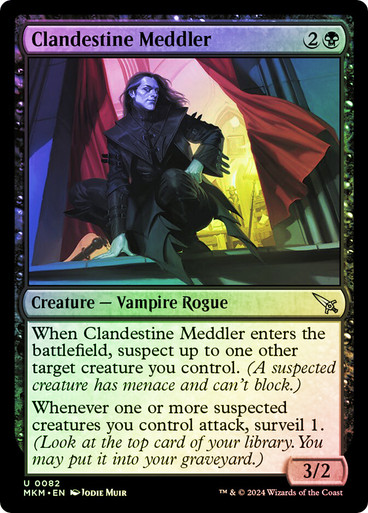 Clandestine Meddler 2
Creature — Vampire Rogue
When Clandestine Meddler enters the
battlefield, suspect up to one other
target creature you control. (A suspected
creature has menace and can't block.)
Whenever one or more suspected
creatures you control attack, surveil 1.
(Look at the top card of your library. You
may put it into your graveyard.)
3/2
U 0082
MKM • EN Jodie Muir ™ & © 2024 Wizards of the Coast